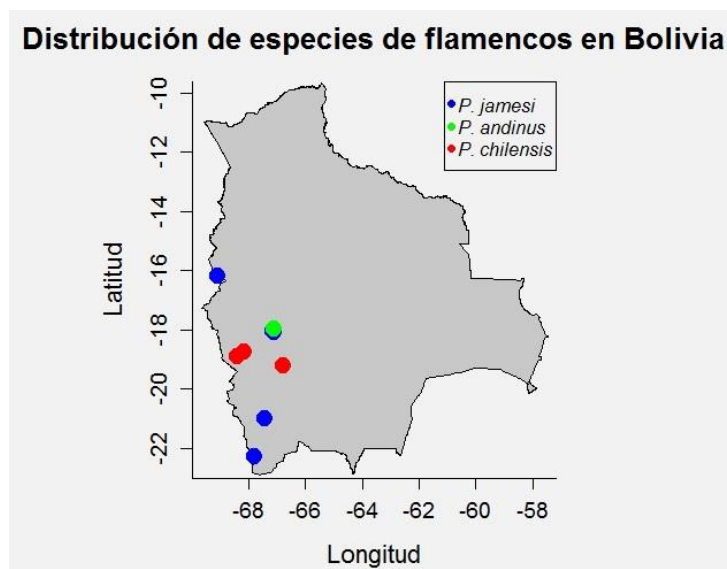 Distribución de especies de flamencos en Bolivia
P. jamesi
P. andinus
P. chilensis
Latitud
-10
-12
-14
-16
-18
-20
-22
-68 -66 -64 -62 -60 -58
Longitud